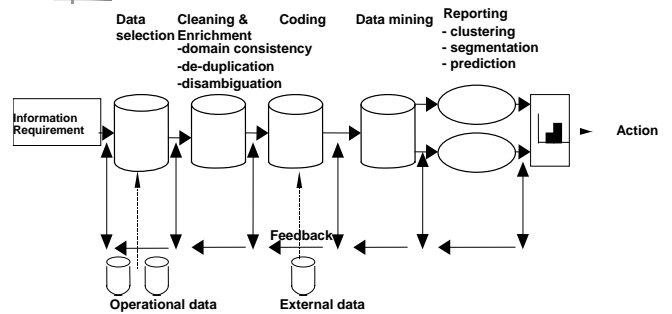 Data
selection
Cleaning &
Enrichment
-domain consistency
-de-duplication
-disambiguation
Coding
Data mining
Reporting
- clustering
- segmentation
- prediction
Information
Requirement
Action
Feedback
Operational data
External data